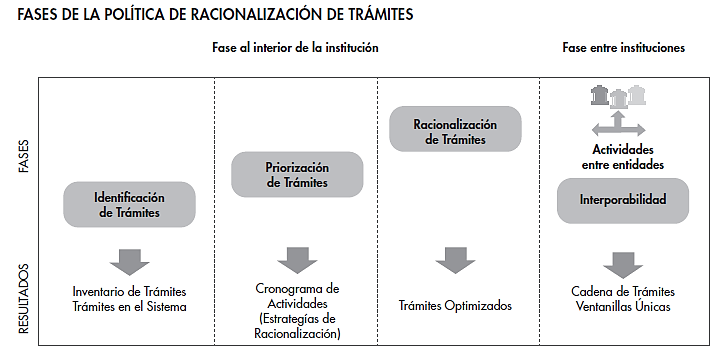 FASES DE LA POLÍTICA DE RACIONALIZACIÓN DE TRÁMITES
Fase al interior de la institución
Fase entre instituciones
FASES
Identificación
de Trámites
Priorización
de Trámites
Racionalización
de Trámites
Actividades
entre entidades
Interporabilidad
RESULTADOS
Inventario de Trámites
Trámites en el Sistema
Cronograma de
Actividades
(Estrategías de
Racionalización)
Trámites Optimizados
Cadena de Trámites
Ventanillas Únicas